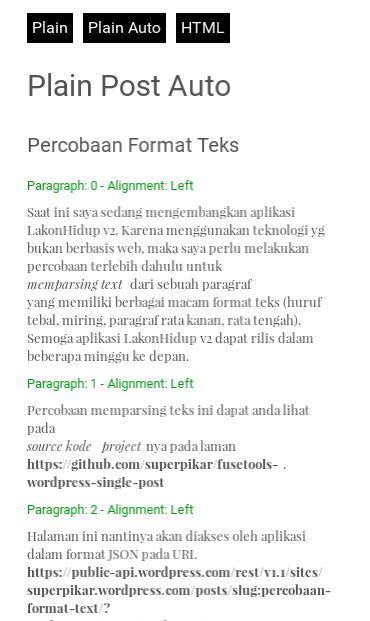 Plain Plain Auto HTML
Plain Post Auto
Percobaan Format Teks
Paragraph: 0 - Alignment: Left
Saat ini saya sedang mengembangkan aplikasi
LakonHidup v2. Karena menggunakan teknologi yg
bukan berbasis web, maka saya perlu melakukan
percobaan terlebih dahulu untuk
memparsing text dari sebuah paragraf
yang memiliki berbagai macam format teks (huruf
tebal, miring, paragraf rata kanan, rata tengah).
Semoga aplikasi LakonHidup v2 dapat rilis dalam
beberapa minggu ke depan.
Paragraph: 1 - Alignment: Left
Percobaan memparsing teks ini dapat anda lihat
pada
source kode project nya pada laman
https://github.com/superpikar/fusetools- .
wordpress-single-post
Paragraph: 2 - Alignment: Left
Halaman ini nantinya akan diakses oleh aplikasi
dalam format JSON pada URL
https://public-api.wordpress.com/rest/v1.1/sites/
superpikar.wordpress.com/posts/slug:percobaan-
format-text/?